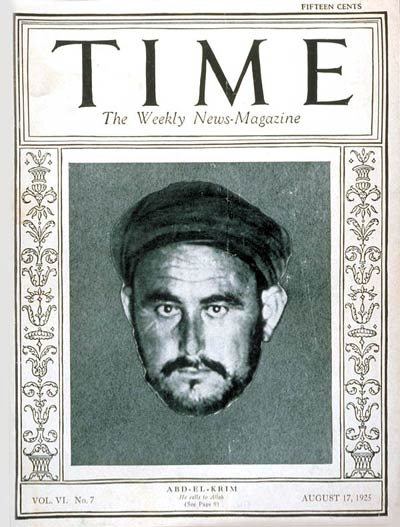 FIFTEEN CENTS
TIME
The Weekly News-Magazine
ABD-EL-KRIM
He calls to Allah
(See Page 9)
VOL. VI. No. 7
AUGUST 17, 1925